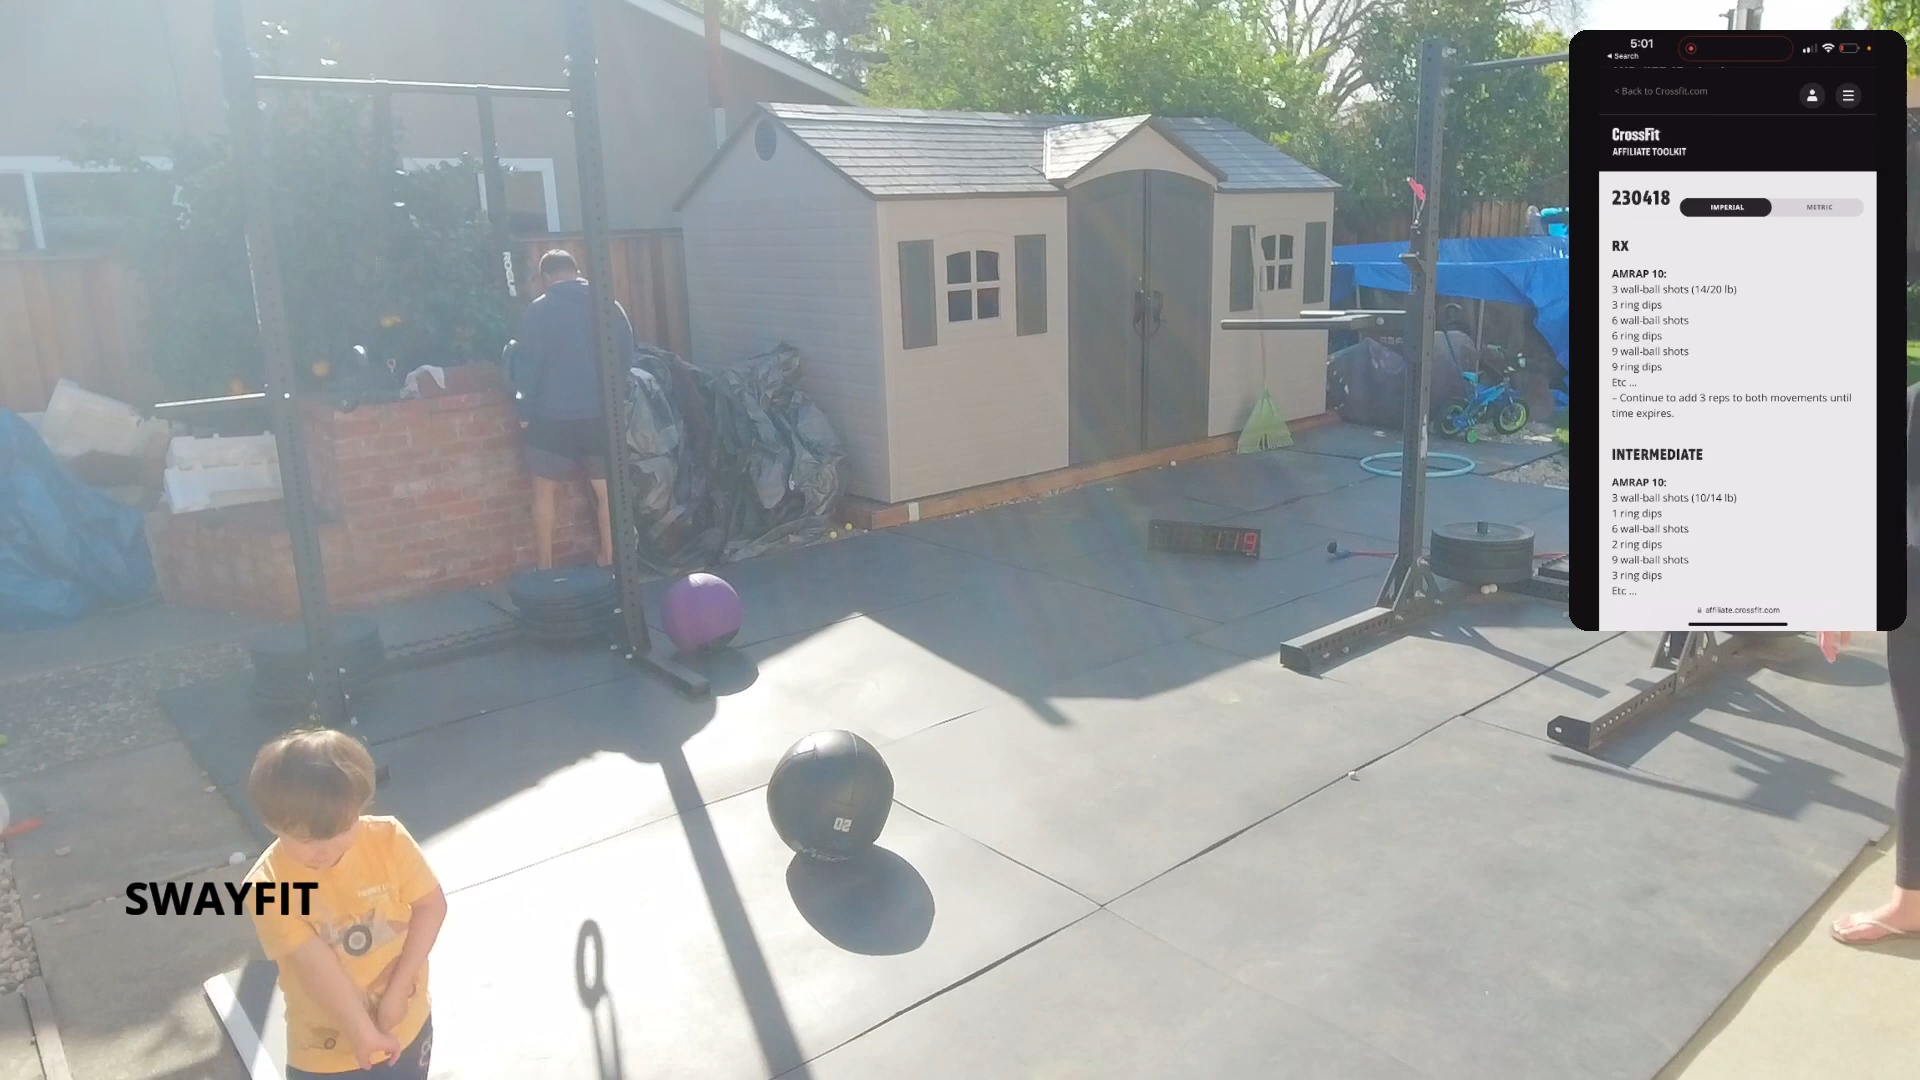 5:01
◂ Search
< Back to Crossfit.com
CrossFit
AFFILIATE TOOLKIT
230418
IMPERIAL
METRIC
RX
AMRAP 10:
3 wall-ball shots (14/20 lb)
3 ring dips
6 wall-ball shots
6 ring dips
9 wall-ball shots
9 ring dips
Etc ...
– Continue to add 3 reps to both movements until
time expires.
INTERMEDIATE
AMRAP 10:
3 wall-ball shots (10/14 lb)
1 ring dips
6 wall-ball shots
2 ring dips
9 wall-ball shots
3 ring dips
Etc ...
affiliate.crossfit.com
ROGUE
20
SWAYFIT